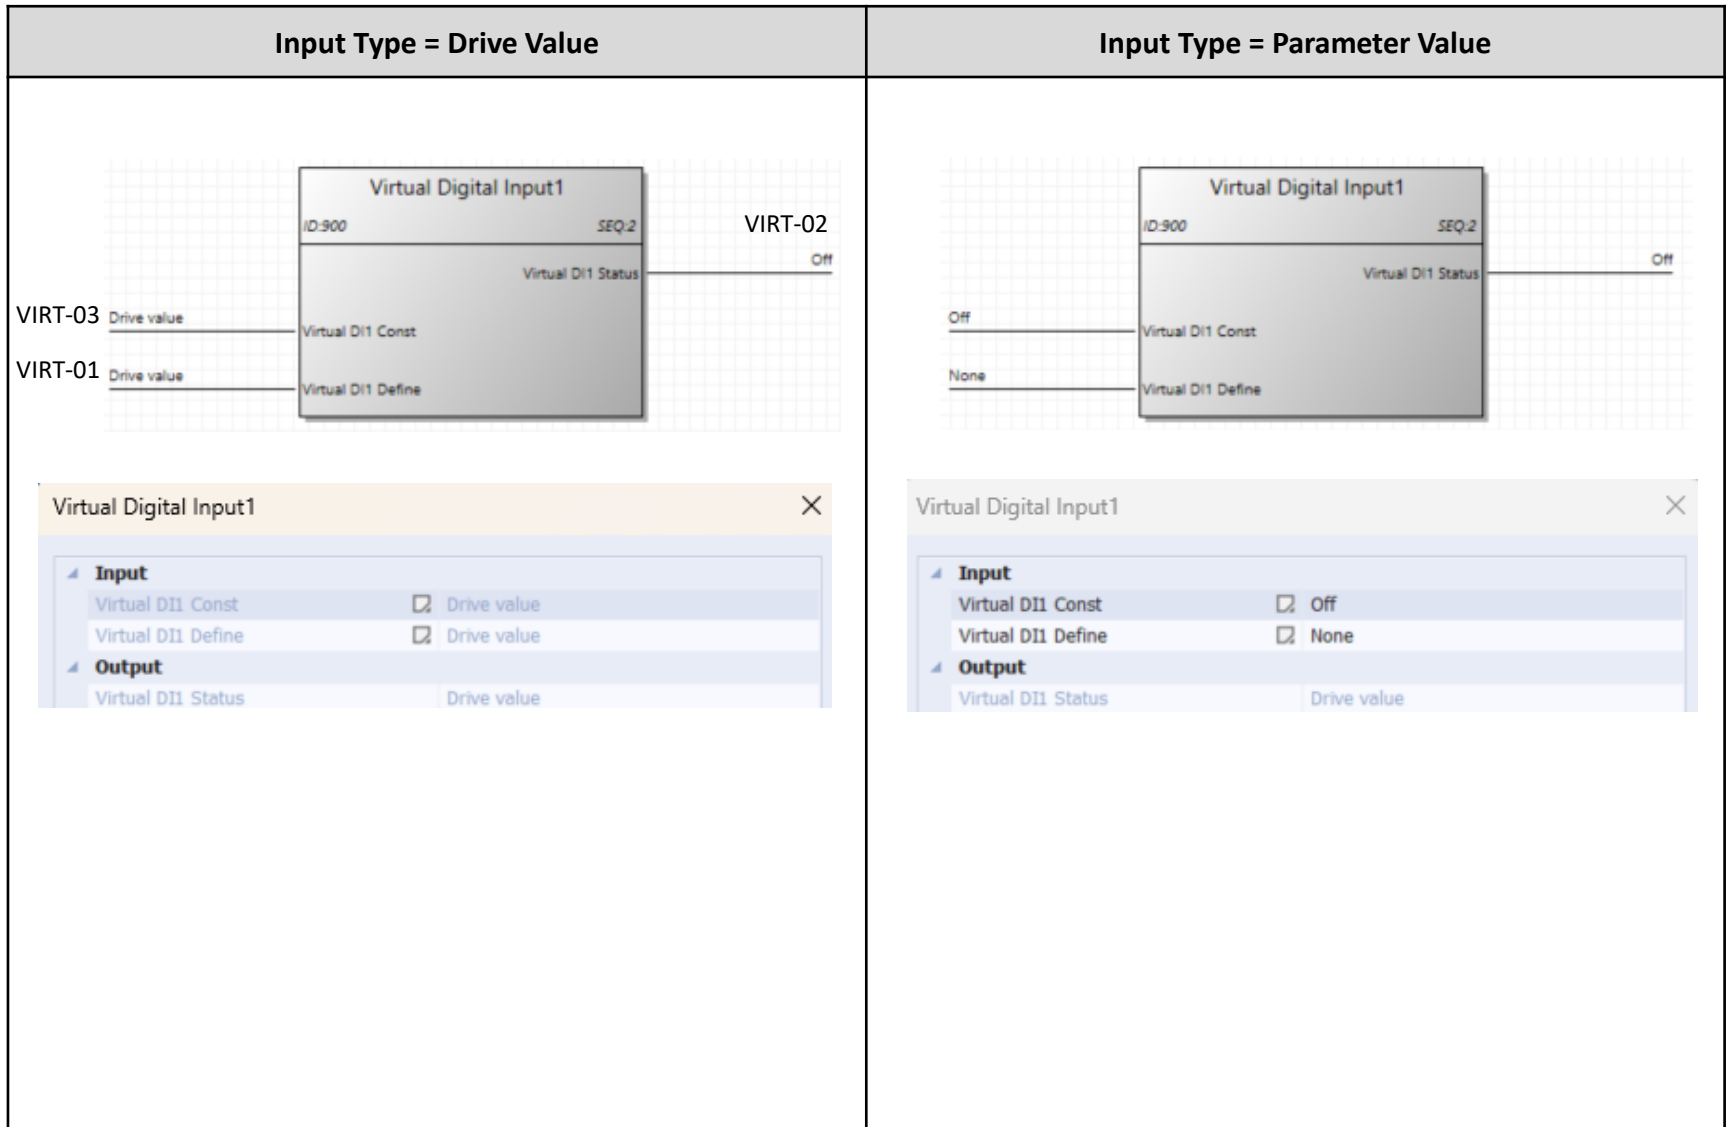 Input Type = Drive Value
Input Type = Parameter Value
Virtual Digital Input1
ID:900 SEQ:2
VIRT-02
Off
Virtual DI1 Status
VIRT-03 Drive value
Virtual DI1 Const
VIRT-01 Drive value
Virtual DI1 Define
Virtual Digital Input1
Input
Virtual DI1 Const Drive value
Virtual DI1 Define Drive value
Output
Virtual DI1 Status Drive value
Virtual Digital Input1
ID:900 SEQ:2
Off
Virtual DI1 Status
Off
Virtual DI1 Const
None
Virtual DI1 Define
Virtual Digital Input1
Input
Virtual DI1 Const Off
Virtual DI1 Define None
Output
Virtual DI1 Status Drive value